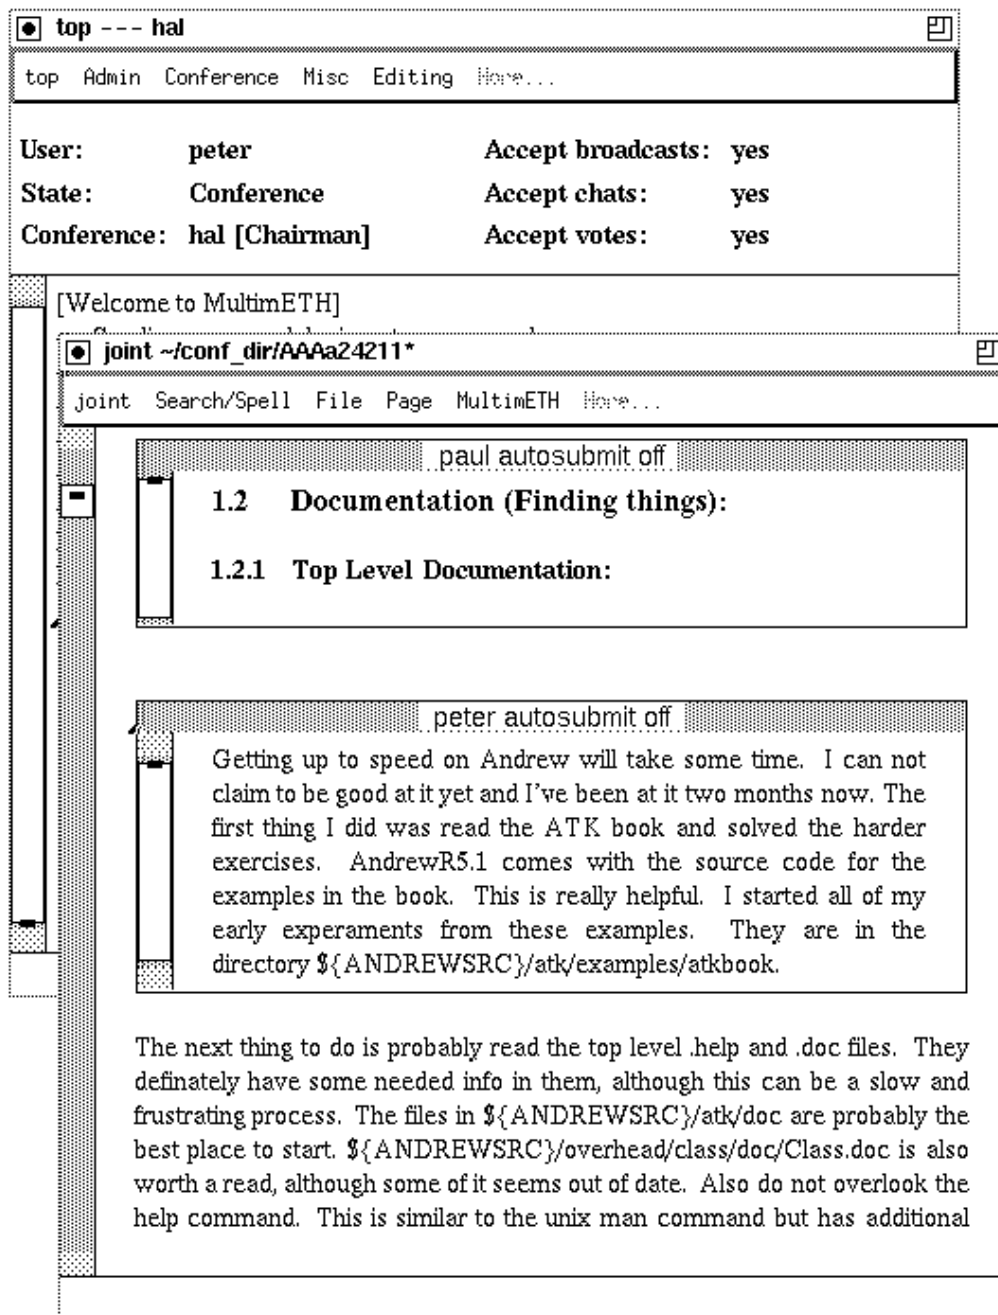 top --- hal
top Admin Conference Misc Editing More...
User: peter Accept broadcasts: yes
State: Conference Accept chats: yes
Conference: hal [Chairman] Accept votes: yes
[Welcome to MultimETH]
joint ~/conf_dir/AAAa24211*
joint Search/Spell File Page MultimETH More...
paul autosubmit off
1.2 Documentation (Finding things):
1.2.1 Top Level Documentation:
peter autosubmit off
Getting up to speed on Andrew will take some time. I can not
claim to be good at it yet and I've been at it two months now. The
first thing I did was read the ATK book and solved the harder
exercises. AndrewR5.1 comes with the source code for the
examples in the book. This is really helpful. I started all of my
early experaments from these examples. They are in the
directory ${ANDREWSRC}/atk/examples/atkbook.
The next thing to do is probably read the top level .help and .doc files. They
definately have some needed info in them, although this can be a slow and
frustrating process. The files in ${ANDREWSRC}/atk/doc are probably the
best place to start. ${ANDREWSRC}/overhead/class/doc/Class.doc is also
worth a read, although some of it seems out of date. Also do not overlook the
help command. This is similar to the unix man command but has additional